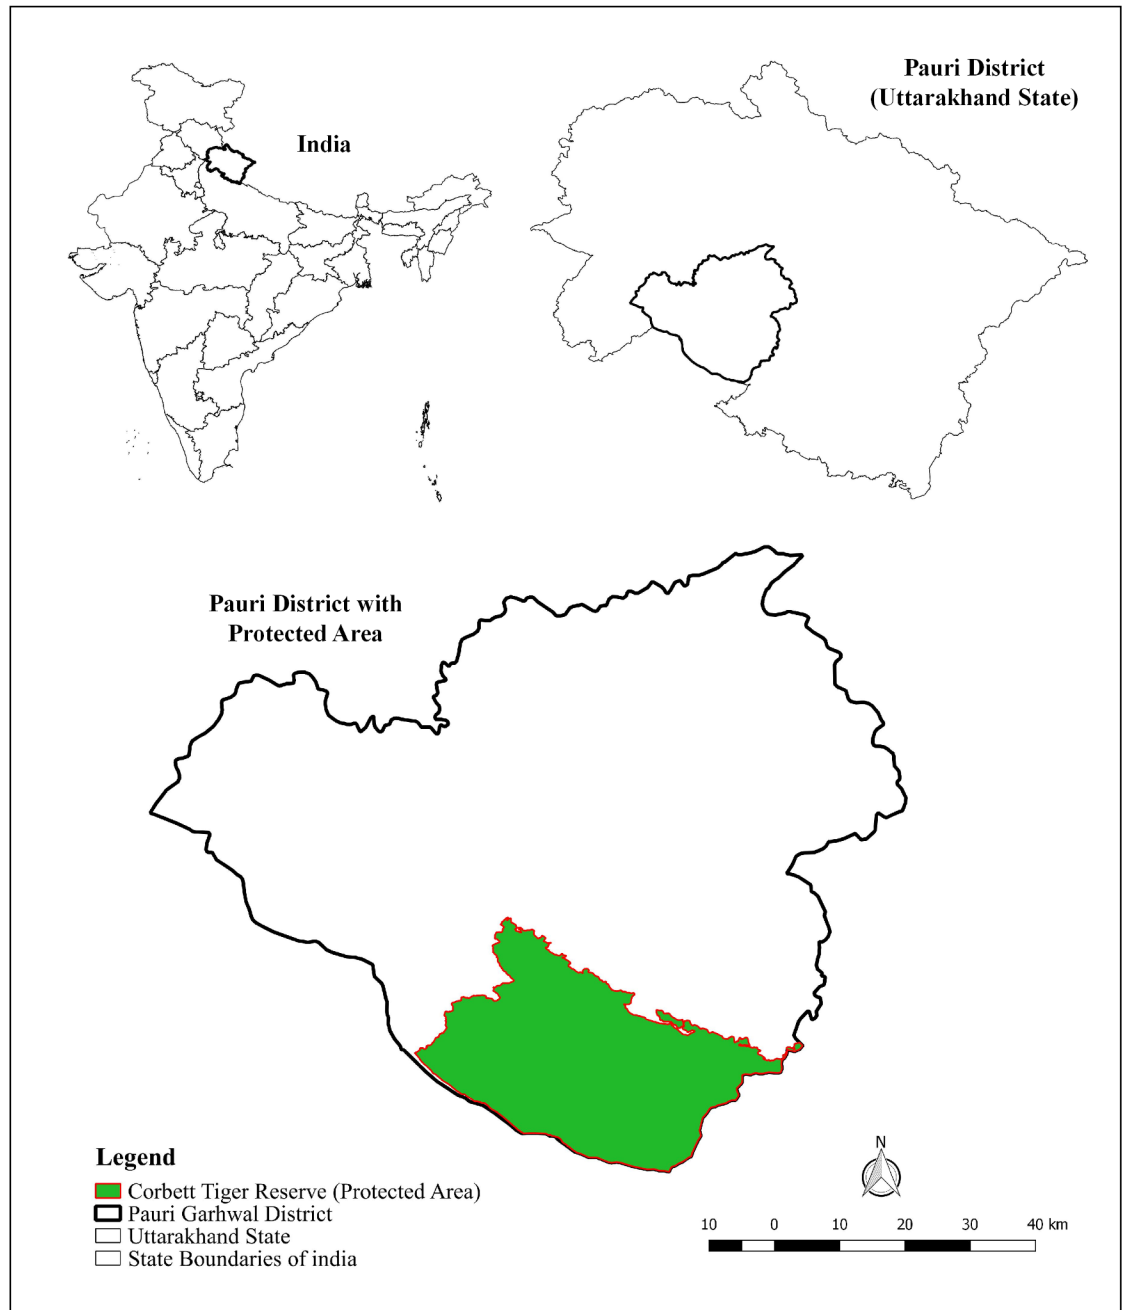 Pauri District
(Uttarakhand State)
India
Pauri District with
Protected Area
Legend
Corbett Tiger Reserve (Protected Area)
Pauri Garhwal District
Uttarakhand State
State Boundaries of india
N
10 0 10 20 30 40 km